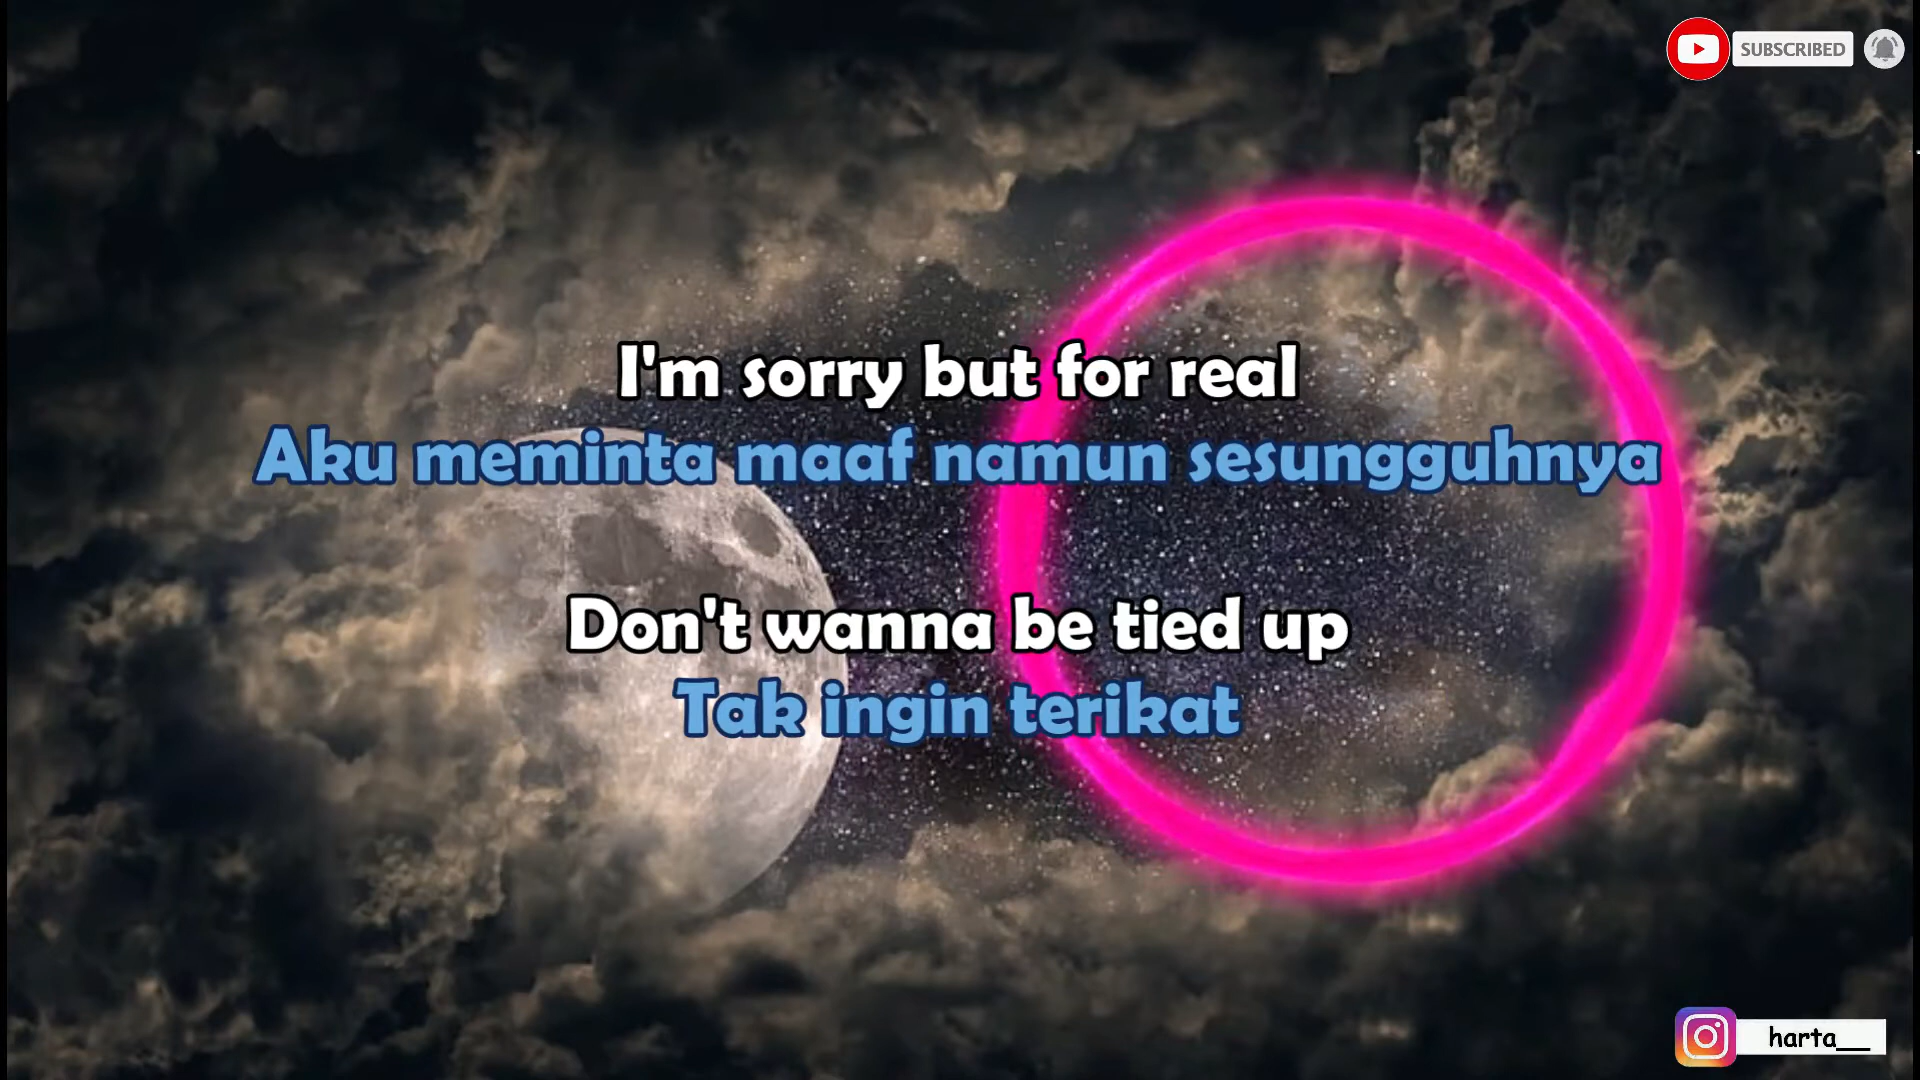 SUBSCRIBED
I'm sorry but for real
Aku meminta maaf namun sesungguhnya
Don't wanna be tied up
Tak ingin terikat
harta__